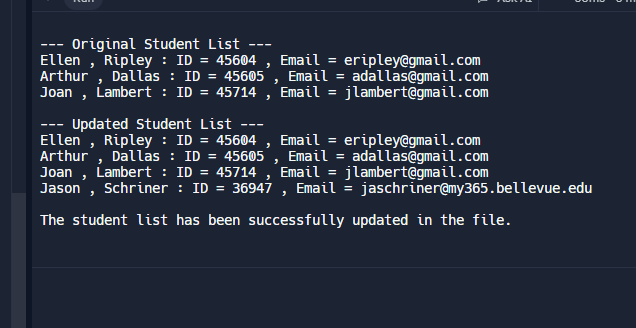 Run
--- Original Student List ---
Ellen , Ripley : ID = 45604 , Email = eripley@gmail.com
Arthur , Dallas : ID = 45605 , Email = adallas@gmail.com
Joan , Lambert : ID = 45714 , Email = jlambert@gmail.com
--- Updated Student List ---
Ellen , Ripley : ID = 45604 , Email = eripley@gmail.com
Arthur , Dallas : ID = 45605 , Email = adallas@gmail.com
Joan , Lambert : ID = 45714 , Email = jlambert@gmail.com
Jason , Schriner : ID = 36947 , Email = jaschriner@my365.bellevue.edu
The student list has been successfully updated in the file.